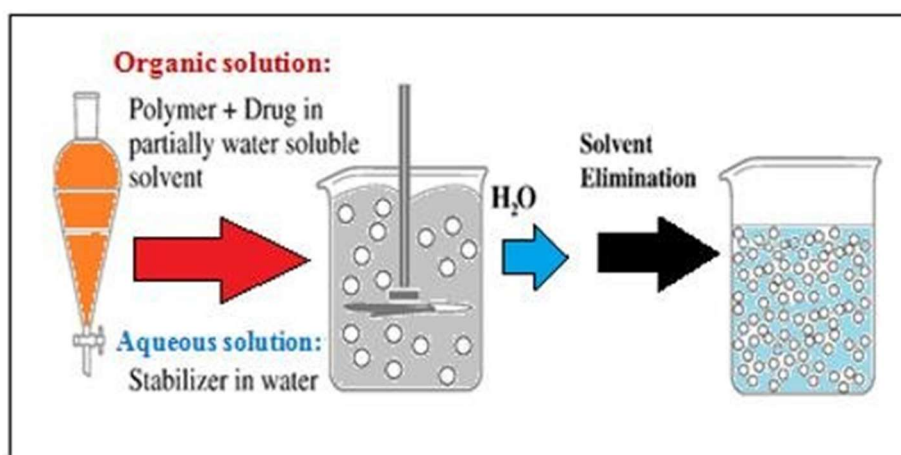 Organic solution:
Polymer + Drug in
partially water soluble
solvent
Aqueous solution:
Stabilizer in water
H₂O
Solvent
Elimination